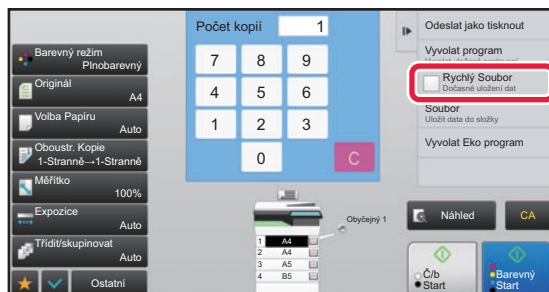 Počet kopií 1
Barevný režim
Plnobarevný
Originál
A4
Volba Papíru
Auto
Oboustr. Kopie
1-Stranně→1-Stranně
Měřítko
100%
Expozice
Auto
Třídit/skupinovat
Auto
Ostatní
7 8 9
4 5 6
1 2 3
0 C
Obyčejný 1
1 A4
2 A4
3 A5
4 B5
Odeslat jako tisknout
Vyvolat program
Rychlý Soubor
Dočasné uložení dat
Soubor
Uložit data do složky
Vyvolat Eko program
Náhled
CA
Č/b
Start
Barevný
Start